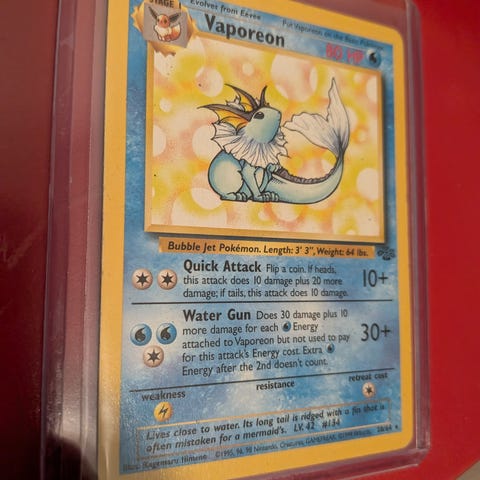 STAGE 1
Evolves from Eevee
Put Vaporeon on the Basic Pokémon
Vaporeon
80 HP
Bubble Jet Pokémon. Length: 3' 3", Weight: 64 lbs.
Quick Attack Flip a coin. If heads,
this attack does 10 damage plus 20 more
damage; if tails, this attack does 10 damage.
10+
Water Gun Does 30 damage plus 10
more damage for each Energy
attached to Vaporeon but not used to pay
for this attack's Energy cost. Extra
Energy after the 2nd doesn't count.
30+
weakness
resistance
retreat cost
Lives close to water. Its long tail is ridged with a fin that is
often mistaken for a mermaid's. LV. 42 #134
Illus. Kagemaru Himeno
©1995, 96, 98 Nintendo, Creatures, GAMEFREAK. ©1999 Wizards.
28/64